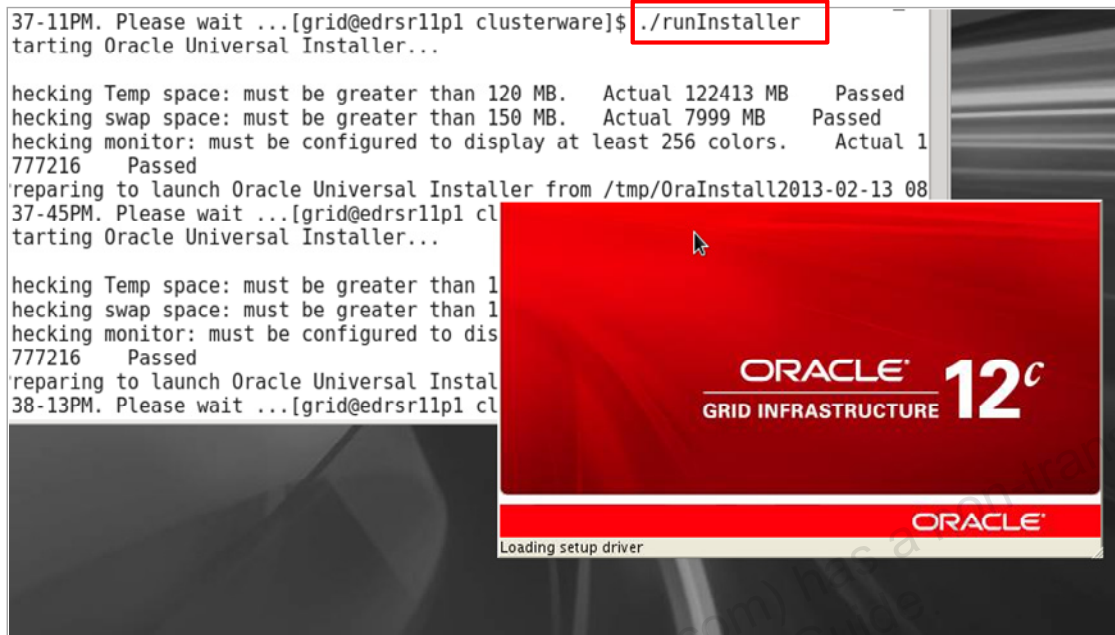 37-11PM. Please wait ...[grid@edrsr11p1 clusterware]$ ./runInstaller
tarting Oracle Universal Installer...
hecking Temp space: must be greater than 120 MB.   Actual 122413 MB    Passed
hecking swap space: must be greater than 150 MB.   Actual 7999 MB    Passed
hecking monitor: must be configured to display at least 256 colors.    Actual 1
777216    Passed
reparing to launch Oracle Universal Installer from /tmp/OraInstall2013-02-13_08
37-45PM. Please wait ...[grid@edrsr11p1 cl
tarting Oracle Universal Installer...
hecking Temp space: must be greater than 1
hecking swap space: must be greater than 1
hecking monitor: must be configured to dis
777216    Passed
reparing to launch Oracle Universal Instal
38-13PM. Please wait ...[grid@edrsr11p1 cl
ORACLE 12c
GRID INFRASTRUCTURE
ORACLE
Loading setup driver
com) has a